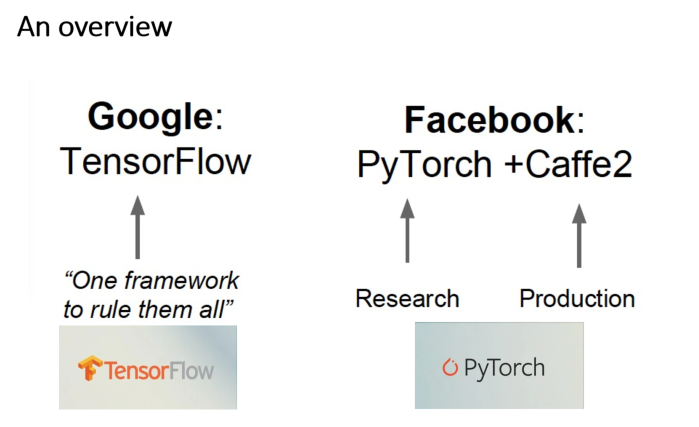 An overview
Google:
TensorFlow
“One framework
to rule them all”
TensorFlow
Facebook:
PyTorch +Caffe2
Research
Production
PyTorch